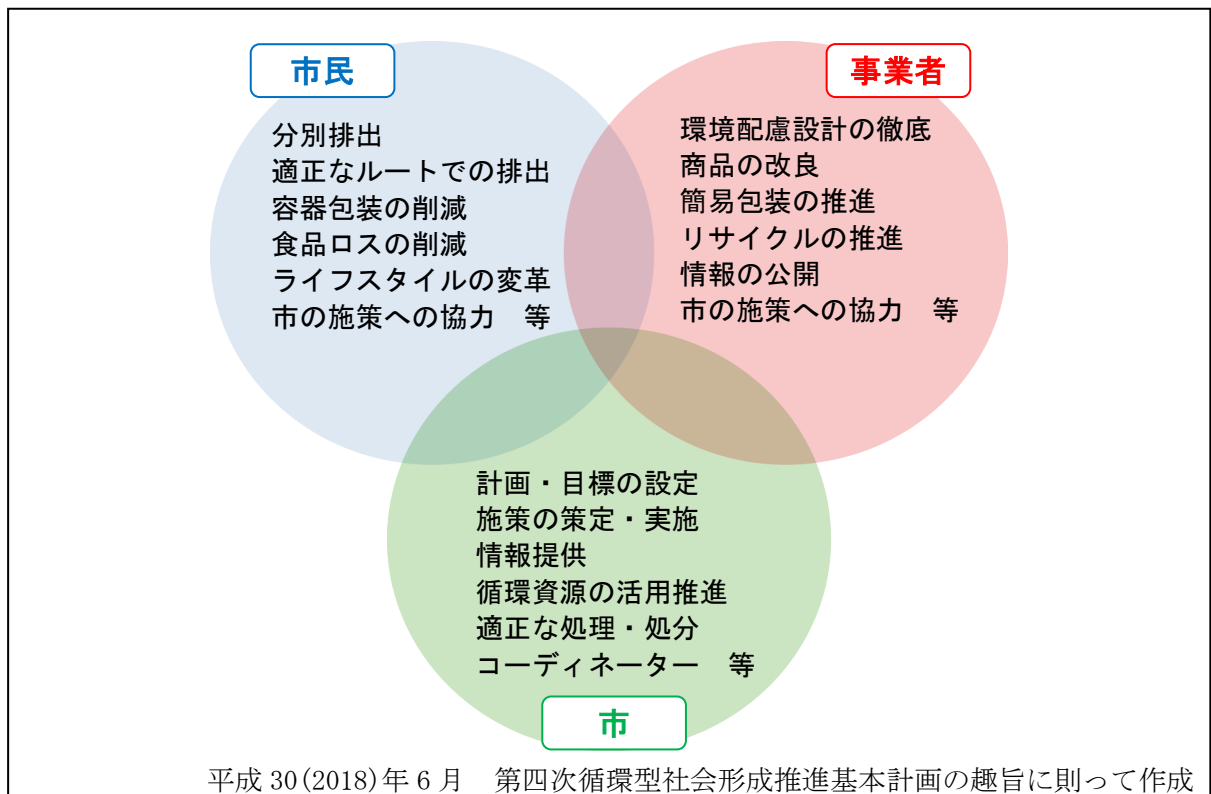 市民
分別排出
適正なルートでの排出
容器包装の削減
食品ロスの削減
ライフスタイルの変革
市の施策への協力　等
事業者
環境配慮設計の徹底
商品の改良
簡易包装の推進
リサイクルの推進
情報の公開
市の施策への協力　等
計画・目標の設定
施策の策定・実施
情報提供
循環資源の活用推進
適正な処理・処分
コーディネーター　等
市
平成 30(2018)年 6 月　第四次循環型社会形成推進基本計画の趣旨に則って作成